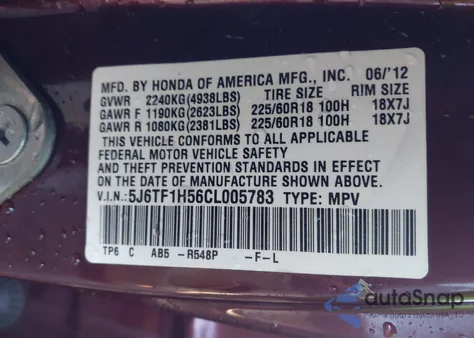 MFD. BY HONDA OF AMERICA MFG., INC. 06/'12
GVWR 2240KG(4938LBS) TIRE SIZE RIM SIZE
GAWR F 1190KG(2623LBS) 225/60R18 100H 18X7J
GAWR R 1080KG(2381LBS) 225/60R18 100H 18X7J
THIS VEHICLE CONFORMS TO ALL APPLICABLE
FEDERAL MOTOR VEHICLE SAFETY
AND THEFT PREVENTION STANDARDS IN EFFECT
ON THE DATE OF MANUFACTURE SHOWN ABOVE.
V.I.N.: 5J6TF1H56CL005783 TYPE: MPV
TP6 C AB5 -R548P -F-L
autoSnap